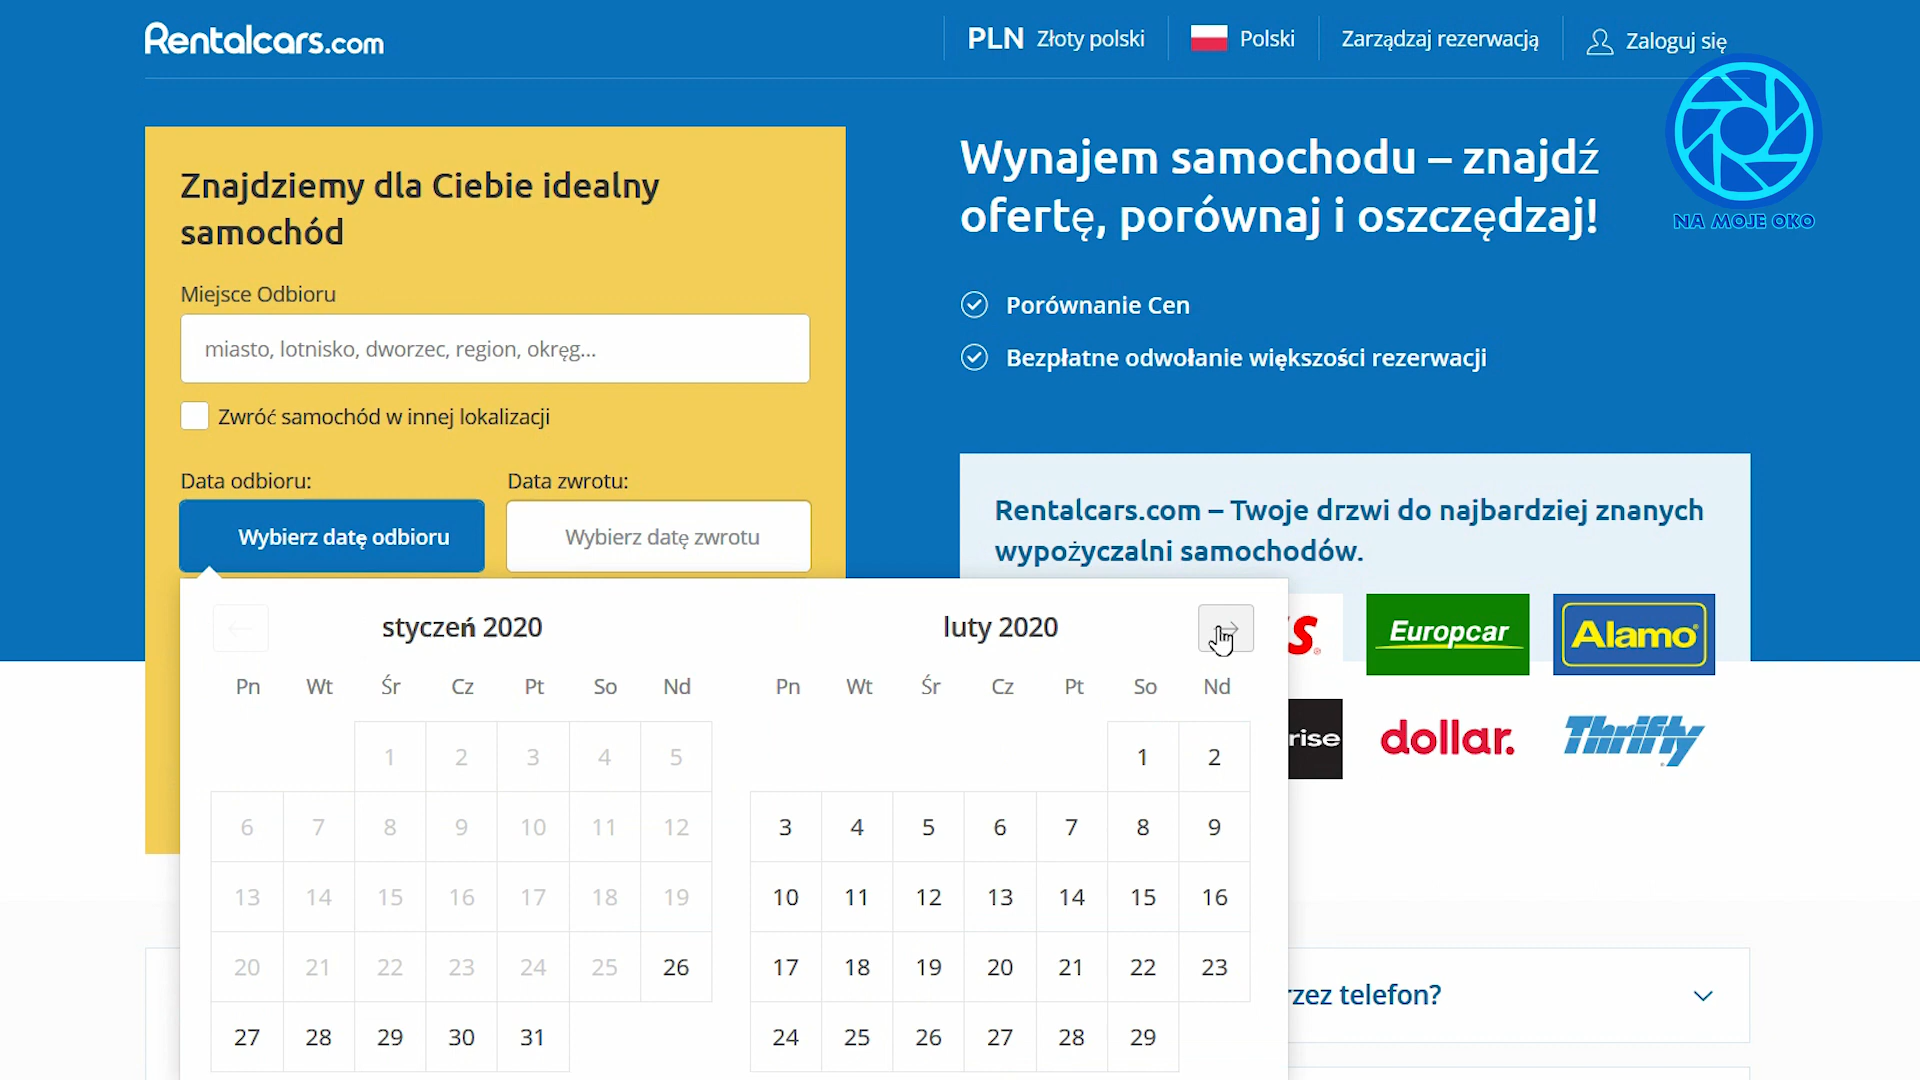 Rentalcars.com
PLN Złoty polski
Polski
Zarządzaj rezerwacją
Zaloguj się
NA MOJE OKO
Znajdziemy dla Ciebie idealny
samochód
Miejsce Odbioru
miasto, lotnisko, dworzec, region, okręg...
Zwróć samochód w innej lokalizacji
Data odbioru:
Data zwrotu:
Wybierz datę odbioru
Wybierz datę zwrotu
Wynajem samochodu – znajdź
ofertę, porównaj i oszczędzaj!
Porównanie Cen
Bezpłatne odwołanie większości rezerwacji
Rentalcars.com – Twoje drzwi do najbardziej znanych
wypożyczalni samochodów.
Europcar
Alamo
rise
dollar.
Thrifty
styczeń 2020
Pn Wt Śr Cz Pt So Nd
1 2 3 4 5
6 7 8 9 10 11 12
13 14 15 16 17 18 19
20 21 22 23 24 25 26
27 28 29 30 31
luty 2020
Pn Wt Śr Cz Pt So Nd
1 2
3 4 5 6 7 8 9
10 11 12 13 14 15 16
17 18 19 20 21 22 23
24 25 26 27 28 29
rzez telefon?